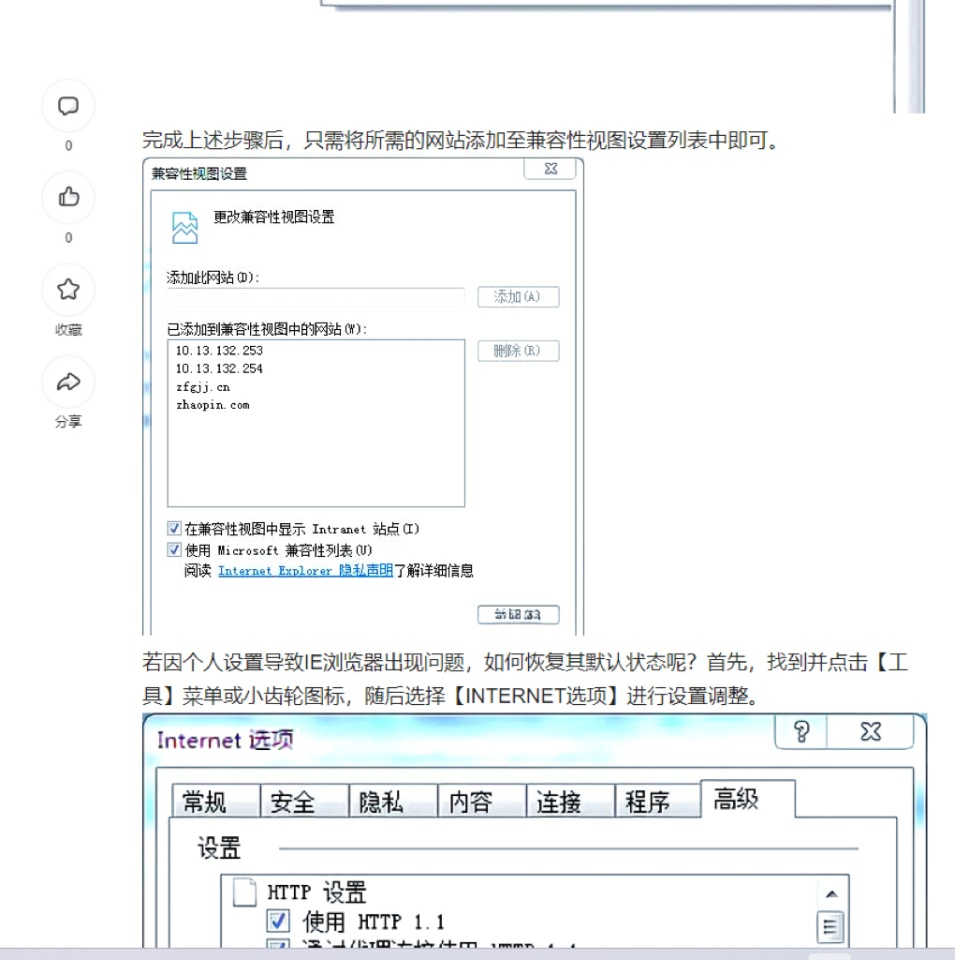 完成上述步骤后，只需将所需的网站添加至兼容性视图设置列表中即可。
0
0
收藏
分享
兼容性视图设置
更改兼容性视图设置
添加此网站(D):
添加(A)
已添加到兼容性视图中的网站(W):
删除(R)
10.13.132.253
10.13.132.254
zfgjj.cn
zhaopin.com
在兼容性视图中显示 Intranet 站点(I)
使用 Microsoft 兼容性列表(U)
阅读 Internet Explorer 隐私声明了解详细信息
若因个人设置导致IE浏览器出现问题，如何恢复其默认状态呢？首先，找到并点击【工
具】菜单或小齿轮图标，随后选择【INTERNET选项】进行设置调整。
Internet 选项
常规 安全 隐私 内容 连接 程序 高级
设置
HTTP 设置
使用 HTTP 1.1